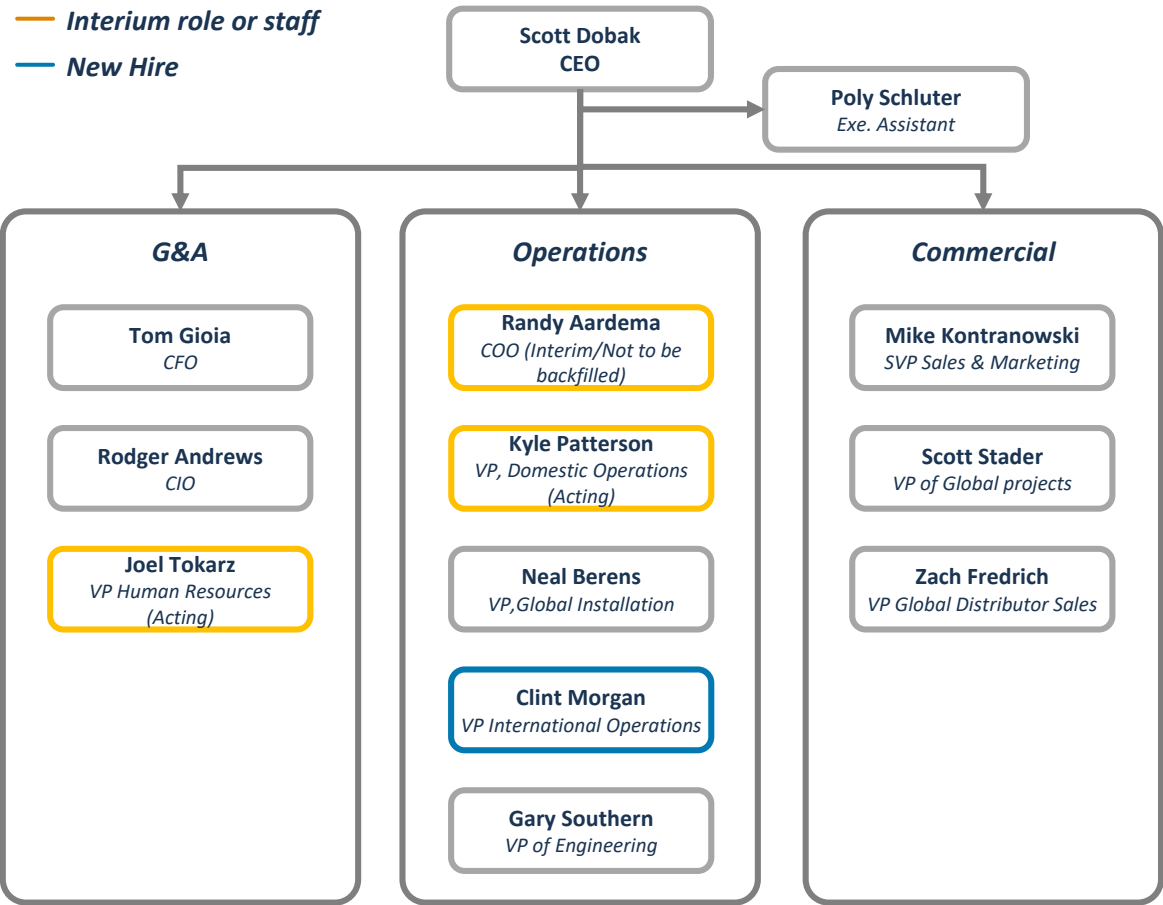 Interium role or staff
New Hire
Scott Dobak
CEO
Poly Schluter
Exe. Assistant
G&A
Tom Gioia
CFO
Rodger Andrews
CIO
Joel Tokarz
VP Human Resources
(Acting)
Operations
Randy Aardema
COO (Interim/Not to be
backfilled)
Kyle Patterson
VP, Domestic Operations
(Acting)
Neal Berens
VP,Global Installation
Clint Morgan
VP International Operations
Gary Southern
VP of Engineering
Commercial
Mike Kontranowski
SVP Sales & Marketing
Scott Stader
VP of Global projects
Zach Fredrich
VP Global Distributor Sales